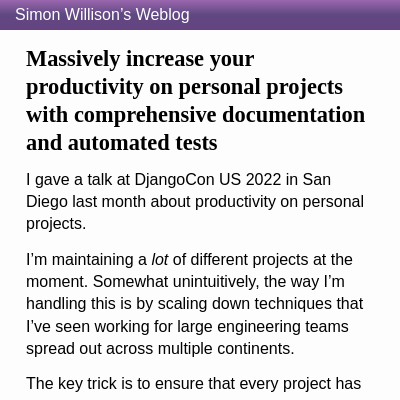 Simon Willison’s Weblog
Massively increase your
productivity on personal projects
with comprehensive documentation
and automated tests
I gave a talk at DjangoCon US 2022 in San
Diego last month about productivity on personal
projects.
I’m maintaining a lot of different projects at the
moment. Somewhat unintuitively, the way I’m
handling this is by scaling down techniques that
I’ve seen working for large engineering teams
spread out across multiple continents.
The key trick is to ensure that every project has